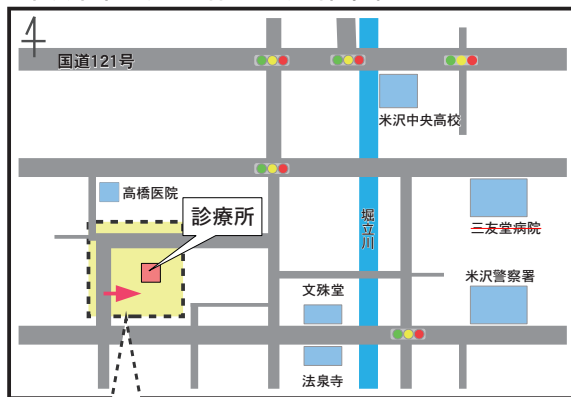 国道121号
米沢中央高校
高橋医院
診療所
堀立川
三友堂病院
米沢警察署
文殊堂
法泉寺